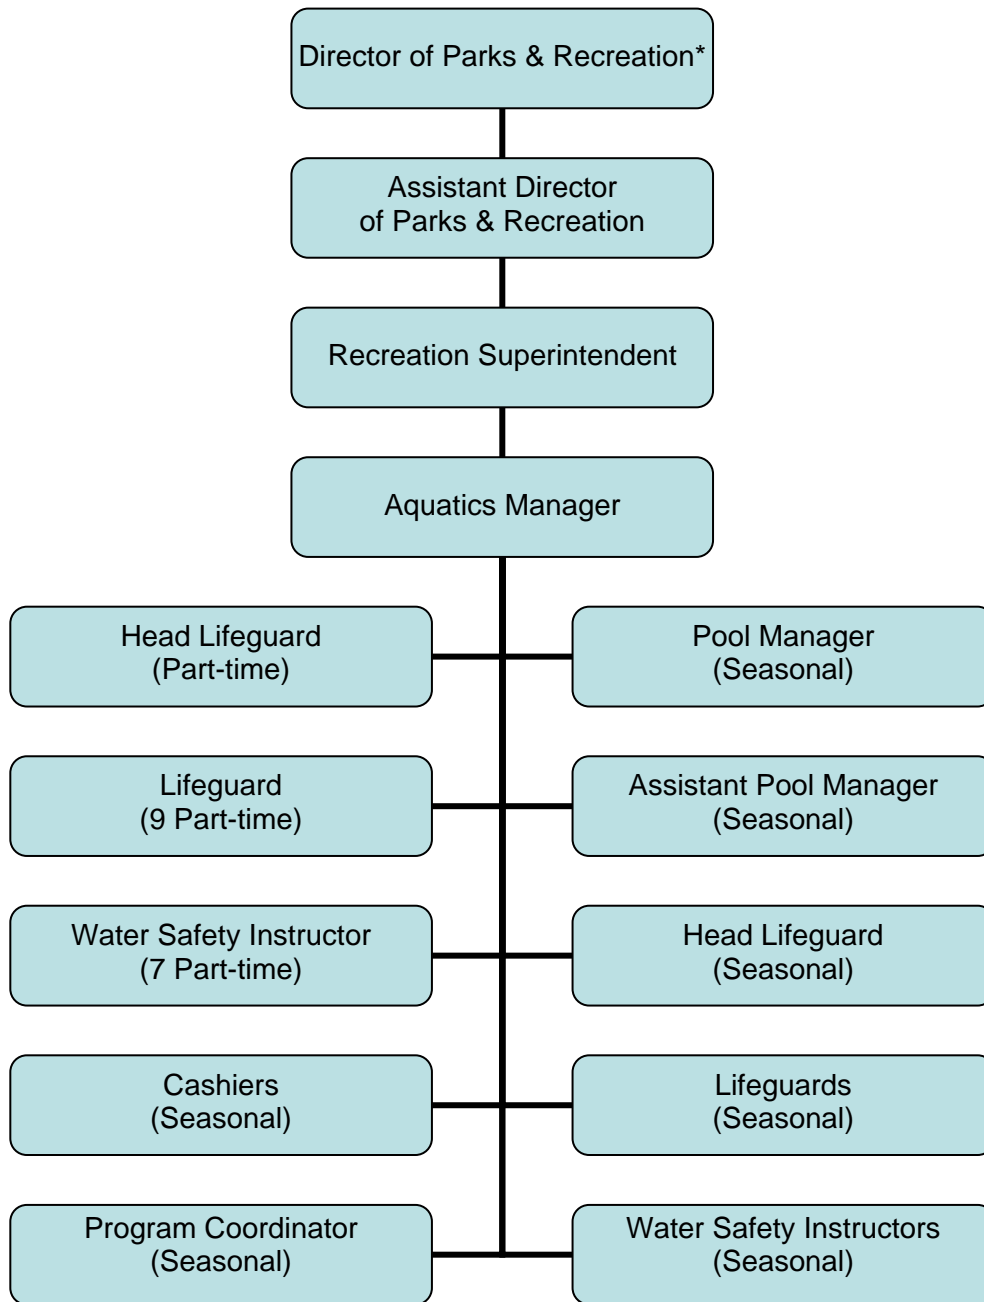 Director of Parks & Recreation*
Assistant Director
of Parks & Recreation
Recreation Superintendent
Aquatics Manager
Head Lifeguard
(Part-time)
Pool Manager
(Seasonal)
Lifeguard
(9 Part-time)
Assistant Pool Manager
(Seasonal)
Water Safety Instructor
(7 Part-time)
Head Lifeguard
(Seasonal)
Cashiers
(Seasonal)
Lifeguards
(Seasonal)
Program Coordinator
(Seasonal)
Water Safety Instructors
(Seasonal)